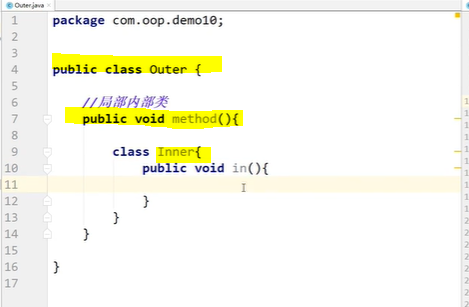 Outer.java
1 package com.oop.demo10;
2
3
4 public class Outer {
5
6 //局部内部类
7 public void method(){
8
9 class Inner{
10 public void in(){
11
12 }
13 }
14 }
15
16 }
17